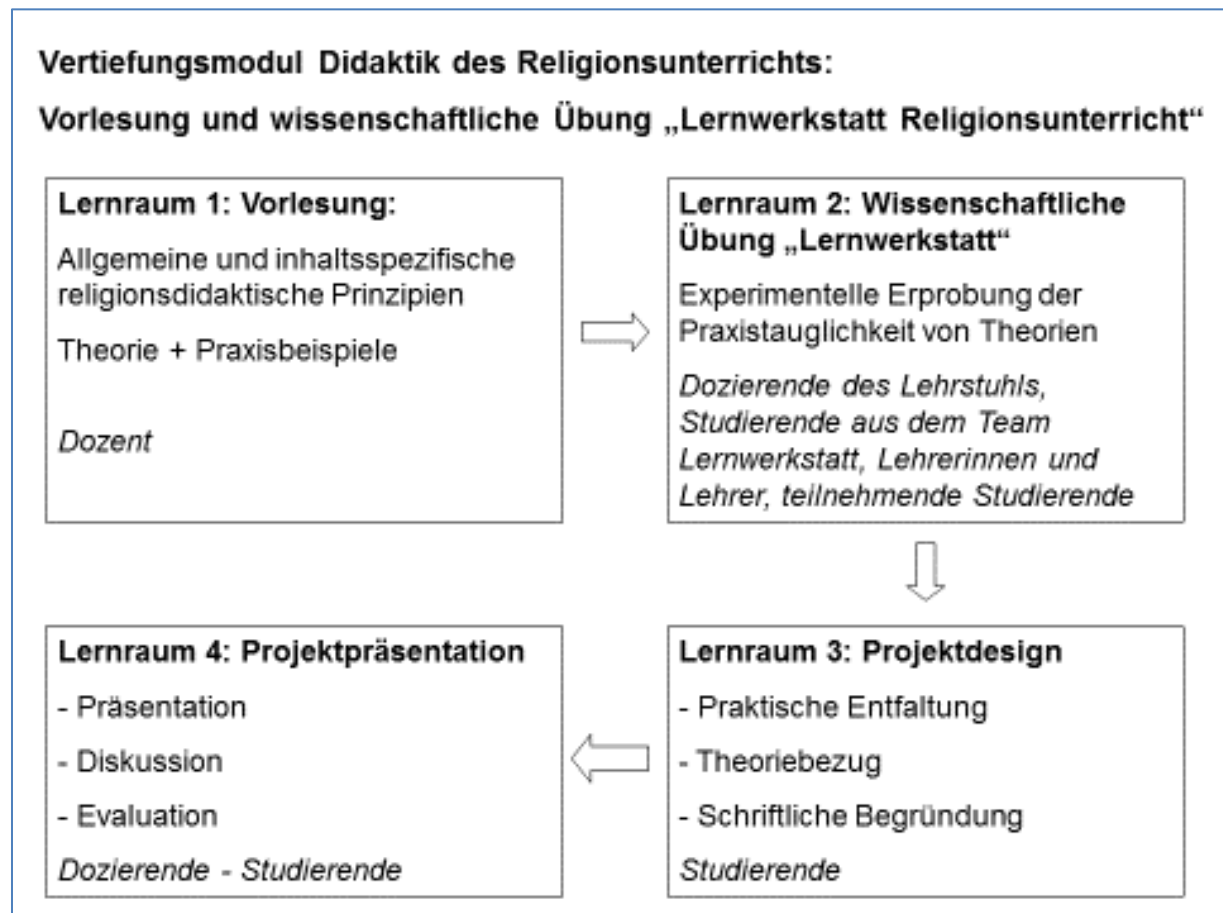 Vertiefungsmodul Didaktik des Religionsunterrichts:
Vorlesung und wissenschaftliche Übung „Lernwerkstatt Religionsunterricht“
Lernraum 1: Vorlesung:
Allgemeine und inhaltsspezifische
religionsdidaktische Prinzipien
Theorie + Praxisbeispiele
Dozent
Lernraum 2: Wissenschaftliche
Übung „Lernwerkstatt“
Experimentelle Erprobung der
Praxistauglichkeit von Theorien
Dozierende des Lehrstuhls,
Studierende aus dem Team
Lernwerkstatt, Lehrerinnen und
Lehrer, teilnehmende Studierende
Lernraum 3: Projektdesign
- Praktische Entfaltung
- Theoriebezug
- Schriftliche Begründung
Studierende
Lernraum 4: Projektpräsentation
- Präsentation
- Diskussion
- Evaluation
Dozierende - Studierende